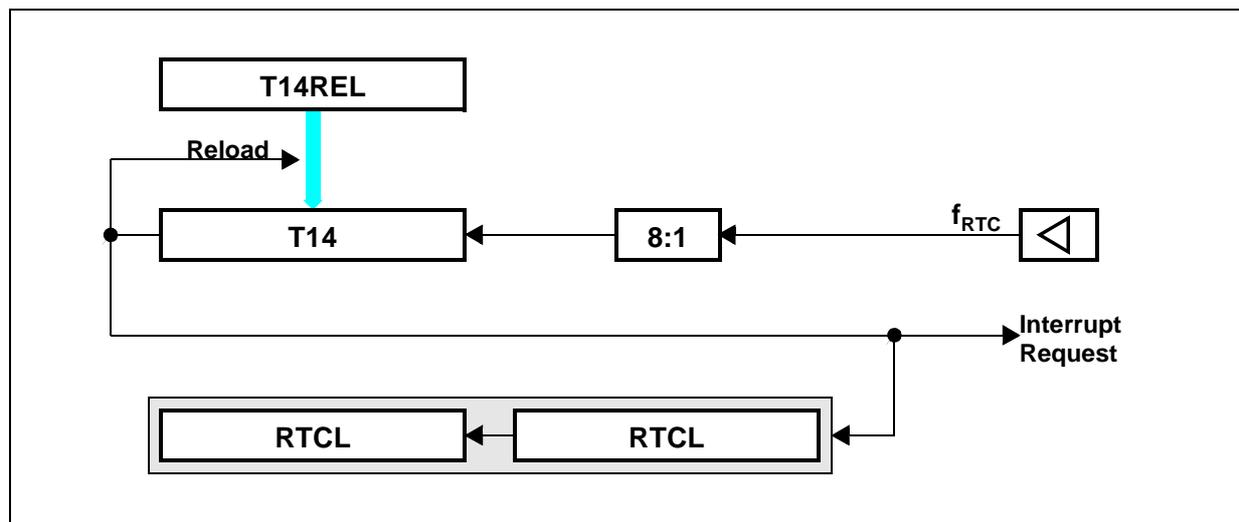 T14REL
Reload
T14
8:1
fRTC
Interrupt
Request
RTCL
RTCL